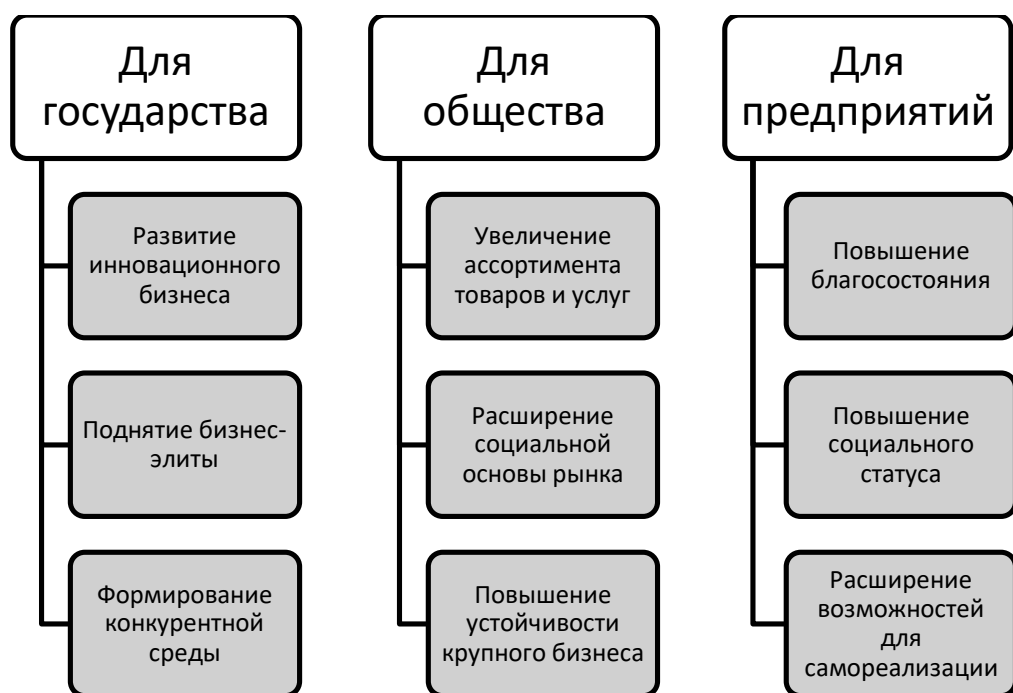 Для
государства
Развитие
инновационного
бизнеса
Поднятие бизнес-
элиты
Формирование
конкурентной
среды
Для
общества
Увеличение
ассортимента
товаров и услуг
Расширение
социальной
основы рынка
Повышение
устойчивости
крупного бизнеса
Для
предприятий
Повышение
благосостояния
Повышение
социального
статуса
Расширение
возможностей
для
самореализации